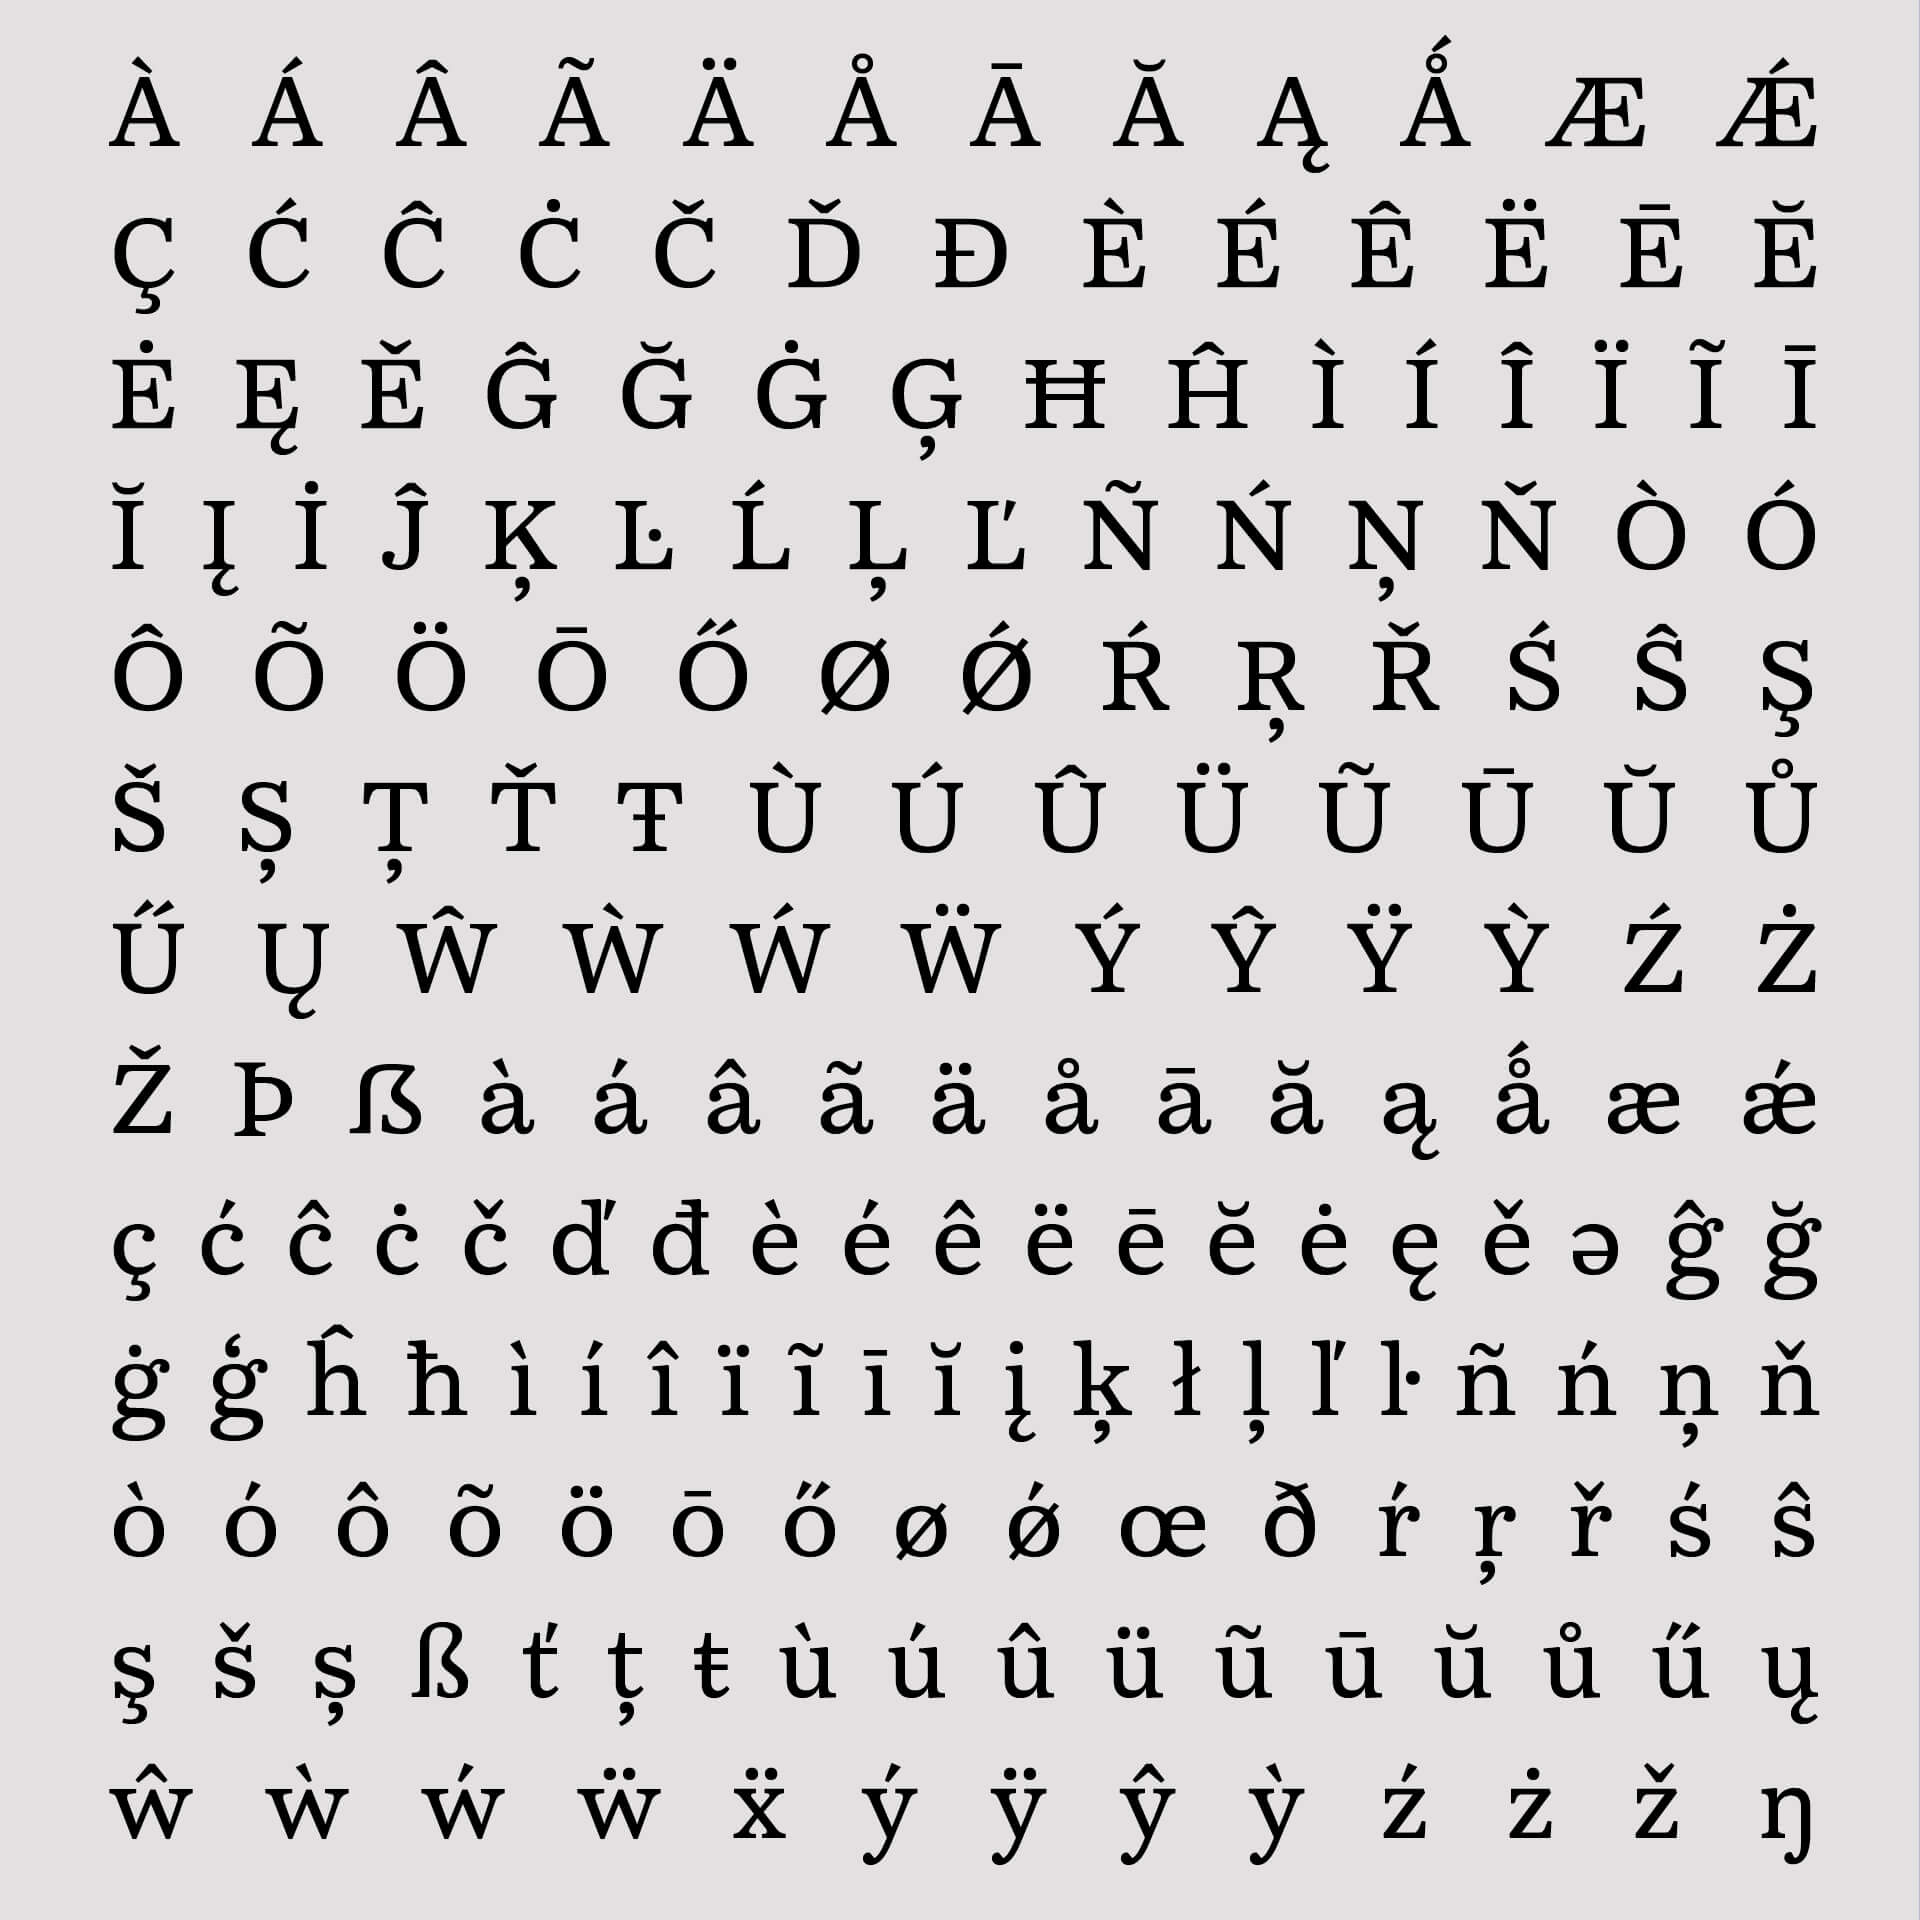 À Á Â Ã Ä Å Ā Ă Ą Ǻ Æ Ǽ
Ç Ć Ĉ Ċ Č Ď Đ È É Ê Ë Ē Ĕ
Ė Ę Ě Ĝ Ğ Ġ Ģ Ħ Ĥ Ì Í Î Ï Ĩ Ī
Ĭ Į İ Ĵ Ķ Ŀ Ĺ Ļ Ľ Ñ Ń Ņ Ň Ò Ó
Ô Õ Ö Ō Ő Ø Ǿ Ŕ Ŗ Ř Ś Ŝ Ş
Š Ș Ț Ť Ŧ Ù Ú Û Ü Ũ Ū Ŭ Ů
Ű Ų Ŵ Ẁ Ẃ Ẅ Ý Ŷ Ÿ Ỳ Ź Ż
Ž Þ ẞ à á â ã ä å ā ă ą ǻ æ ǽ
ç ć ĉ ċ č ď đ è é ê ë ē ĕ ė ę ě ə ĝ ğ
ġ ģ ĥ ħ ì í î ï ĩ ī ĭ į ķ ł ļ ľ ŀ ñ ń ņ ň
ò ó ô õ ö ō ő ø ǿ œ ð ŕ ŗ ř ś ŝ
ş š ș ß ť ț ŧ ù ú û ü ũ ū ŭ ů ű ų
ŵ ẁ ẃ ẅ ẍ ý ÿ ŷ ỳ ź ż ž ŋ